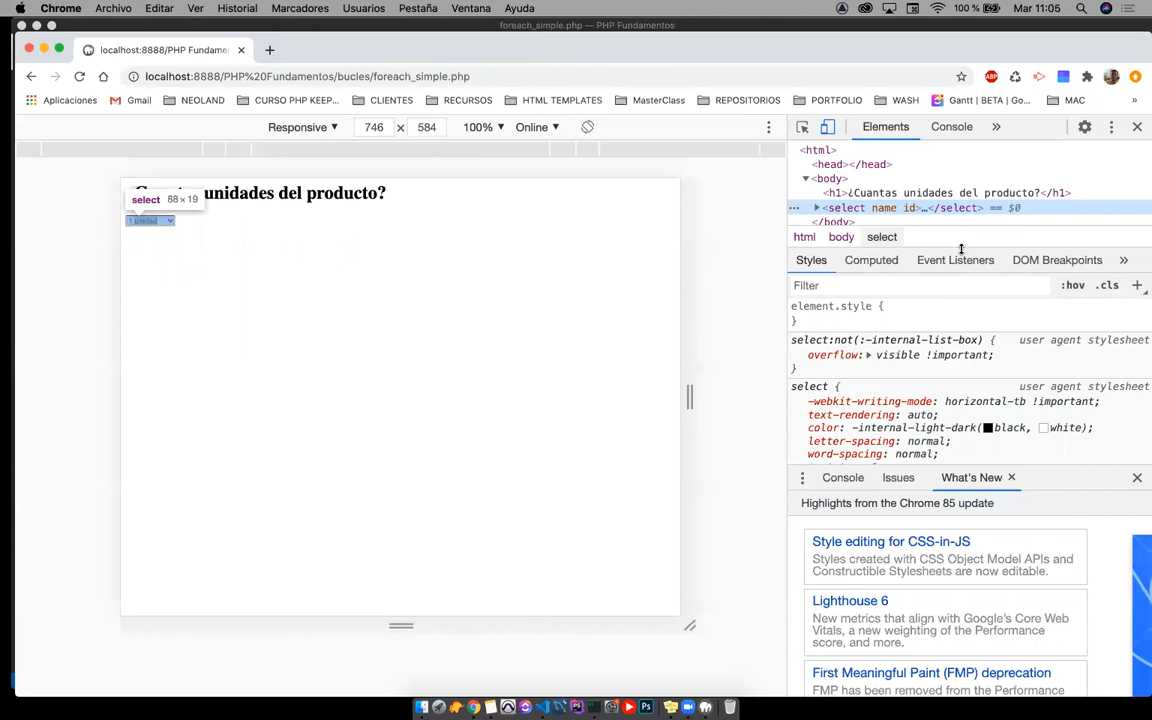 Chrome Archivo Editar Ver Historial Marcadores Usuarios Pestaña Ventana Ayuda 100 % Mar 11:05
foreach_simple.php — PHP Fundamentos
localhost:8888/PHP Fundamen
localhost:8888/PHP%20Fundamentos/bucles/foreach_simple.php
Aplicaciones Gmail NEOLAND CURSO PHP KEEP... CLIENTES RECURSOS HTML TEMPLATES MasterClass REPOSITORIOS PORTFOLIO WASH Gantt | BETA | Go... MAC »
Responsive 746 × 584 100% Online
Elements Console »
<html>
<head></head>
<body>
<h1>¿Cuantas unidades del producto?</h1>
… <select name id>…</select> == $0
</body>
unidades del producto?
select 88 × 19
1 unidad
html body select
Styles Computed Event Listeners DOM Breakpoints »
Filter :hov .cls +
element.style {
}
select:not(:-internal-list-box) { user agent stylesheet
overflow: visible !important;
}
select { user agent stylesheet
-webkit-writing-mode: horizontal-tb !important;
text-rendering: auto;
color: -internal-light-dark(black, white);
letter-spacing: normal;
word-spacing: normal;
Console Issues What's New
Highlights from the Chrome 85 update
Style editing for CSS-in-JS
Styles created with CSS Object Model APIs and
Constructible Stylesheets are now editable.
Lighthouse 6
New metrics that align with Google's Core Web
Vitals, a new weighting of the Performance
score, and more.
First Meaningful Paint (FMP) deprecation
FMP has been removed from the Performance